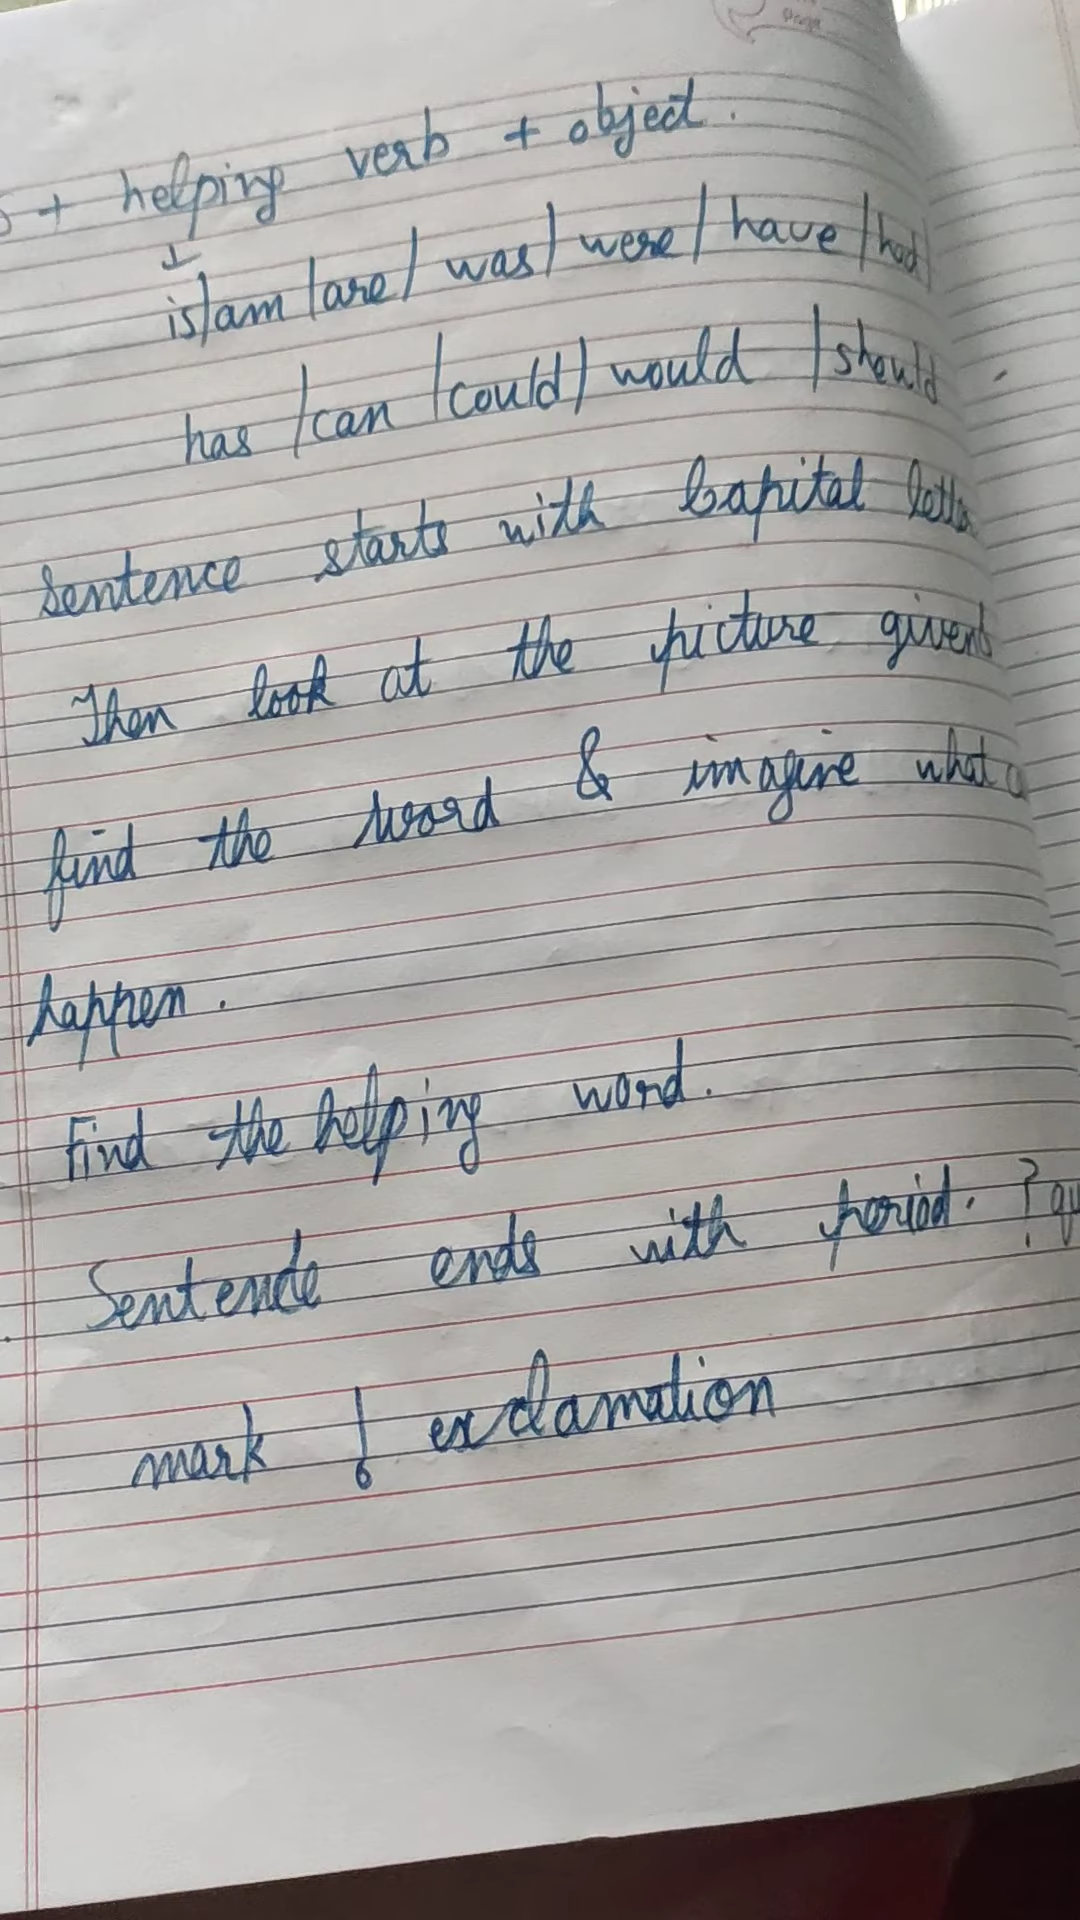 + helping verb + object.
↓
is/am/are/was/were/have/had/
has/can/could/would/should
Sentence starts with Capital
Then look at the picture given
find the word & imagine what
happen.
Find the helping word.
Sentence ends with period. ?
mark ! exclamation